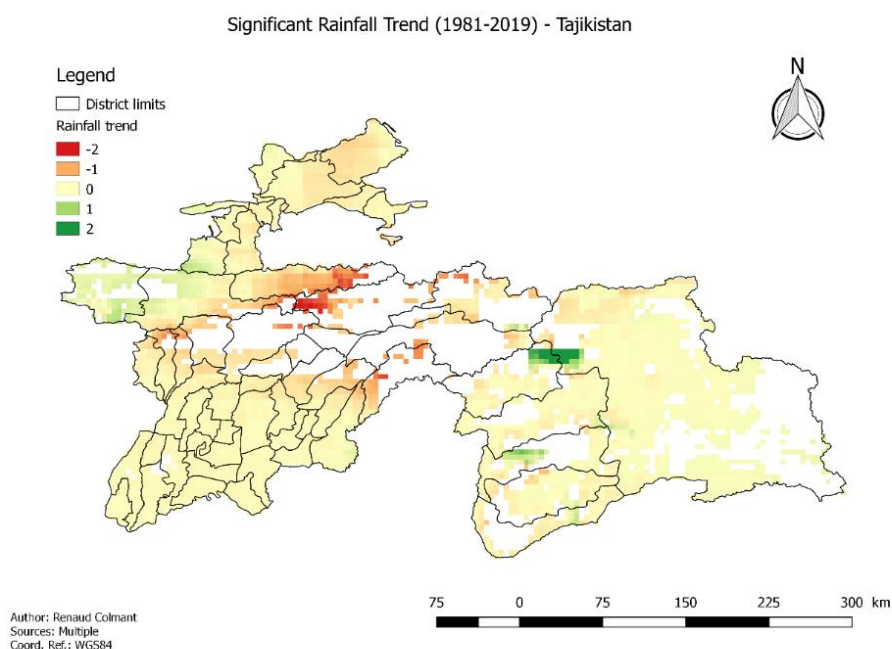 Significant Rainfall Trend (1981-2019) - Tajikistan
Legend
District limits
Rainfall trend
-2
-1
0
1
2
N
75 0 75 150 225 300 km
Author: Renaud Colmant
Sources: Multiple
Coord. Ref.: WGS84